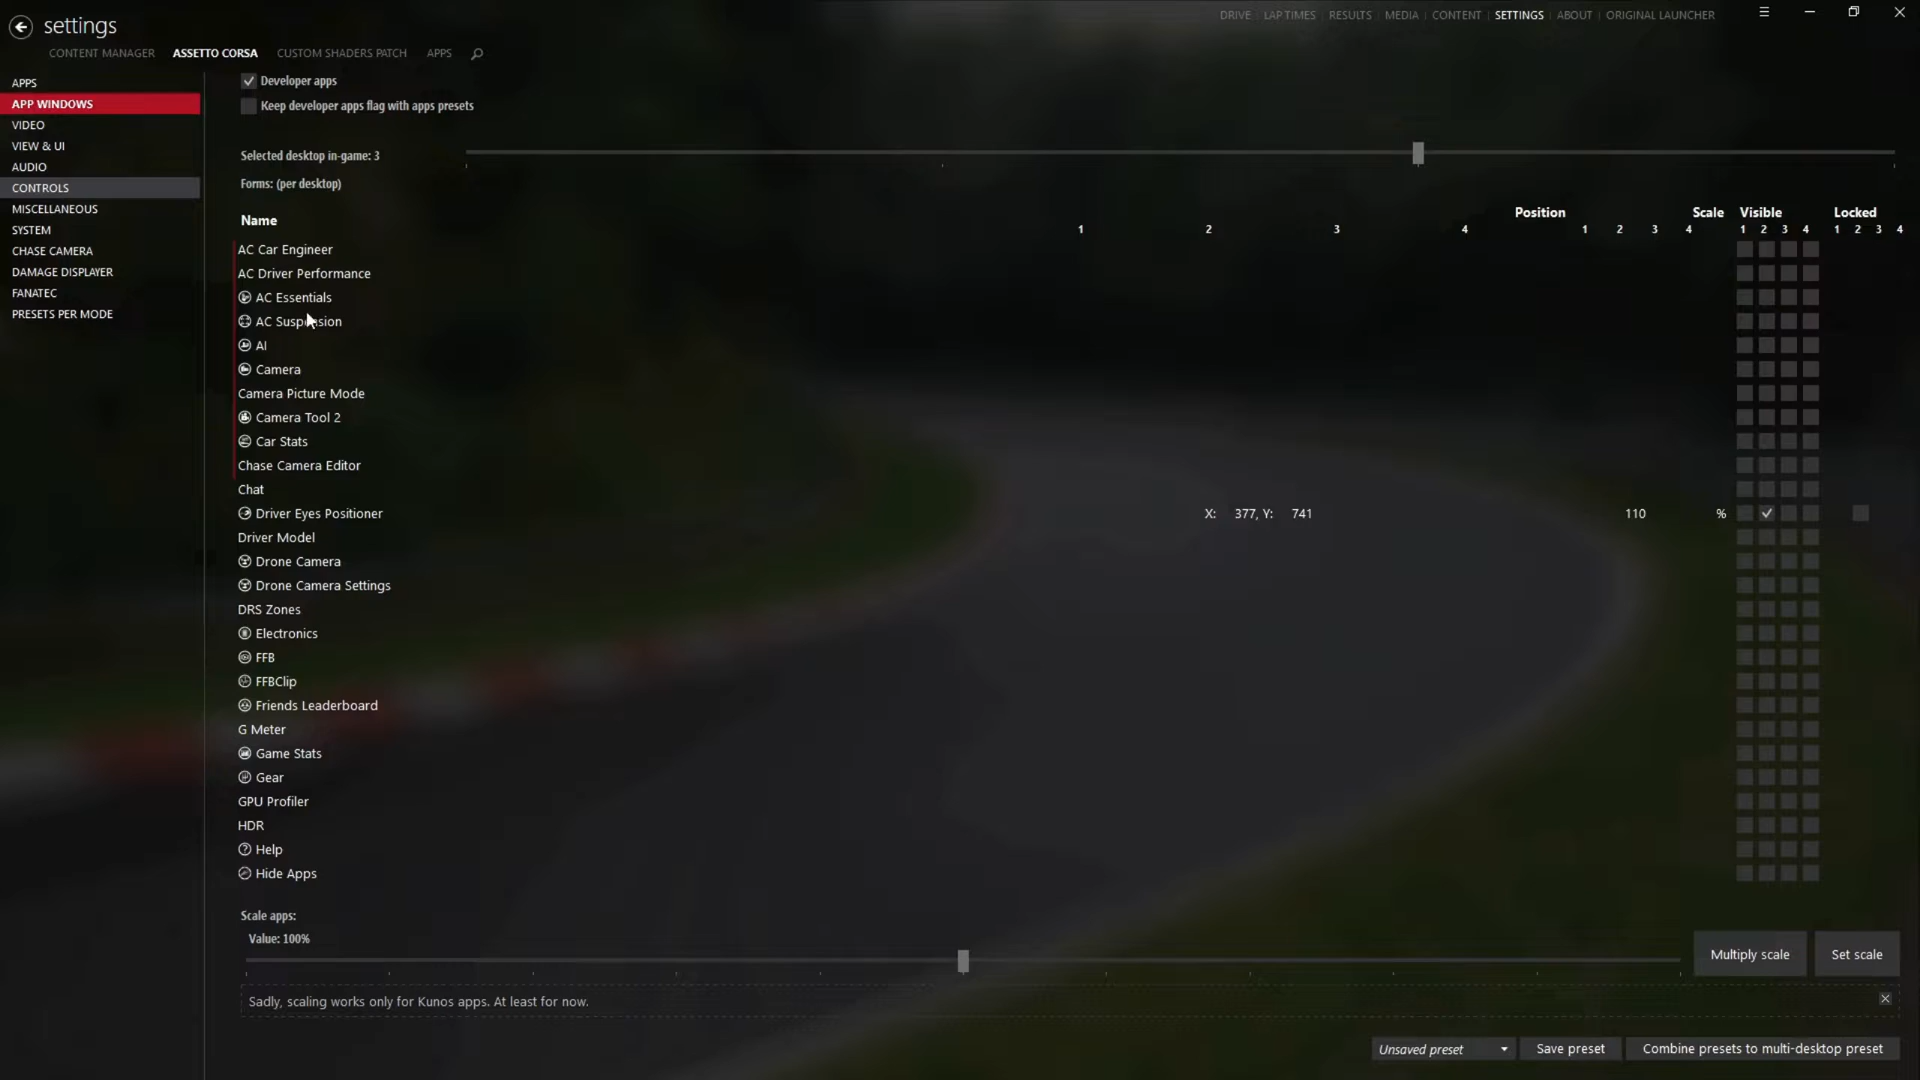 settings
DRIVE LAP TIMES RESULTS MEDIA CONTENT SETTINGS ABOUT ORIGINAL LAUNCHER
CONTENT MANAGER ASSETTO CORSA CUSTOM SHADERS PATCH APPS
APPS
APP WINDOWS
VIDEO
VIEW & UI
AUDIO
CONTROLS
MISCELLANEOUS
SYSTEM
CHASE CAMERA
DAMAGE DISPLAYER
FANATEC
PRESETS PER MODE
Developer apps
Keep developer apps flag with apps presets
Selected desktop in-game: 3
Forms: (per desktop)
Name Position Scale Visible Locked
1 2 3 4 1 2 3 4 1 2 3 4 1 2 3 4
AC Car Engineer
AC Driver Performance
AC Essentials
AC Suspension
AI
Camera
Camera Picture Mode
Camera Tool 2
Car Stats
Chase Camera Editor
Chat
Driver Eyes Positioner X: 377, Y: 741 110 %
Driver Model
Drone Camera
Drone Camera Settings
DRS Zones
Electronics
FFB
FFBClip
Friends Leaderboard
G Meter
Game Stats
Gear
GPU Profiler
HDR
Help
Hide Apps
Scale apps:
Value: 100%
Multiply scale Set scale
Sadly, scaling works only for Kunos apps. At least for now.
Unsaved preset Save preset Combine presets to multi-desktop preset